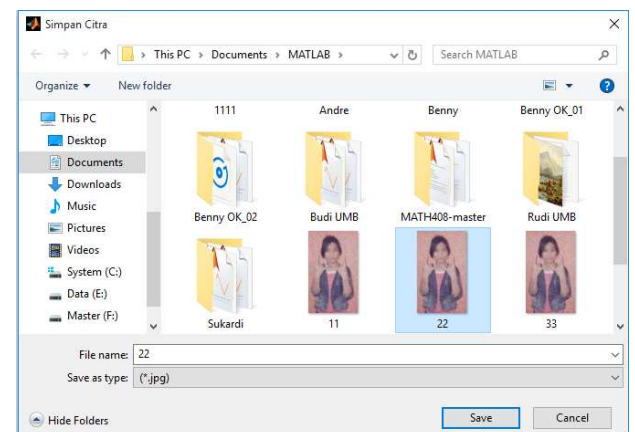 Simpan Citra
This PC > Documents > MATLAB >
Search MATLAB
Organize
New folder
This PC
Desktop
Documents
Downloads
Music
Pictures
Videos
System (C:)
Data (E:)
Master (F:)
1111 Andre Benny Benny OK_01
Benny OK_02 Budi UMB MATH408-master Rudi UMB
Sukardi 11 22 33
File name: 22
Save as type: (*.jpg)
Hide Folders
Save
Cancel